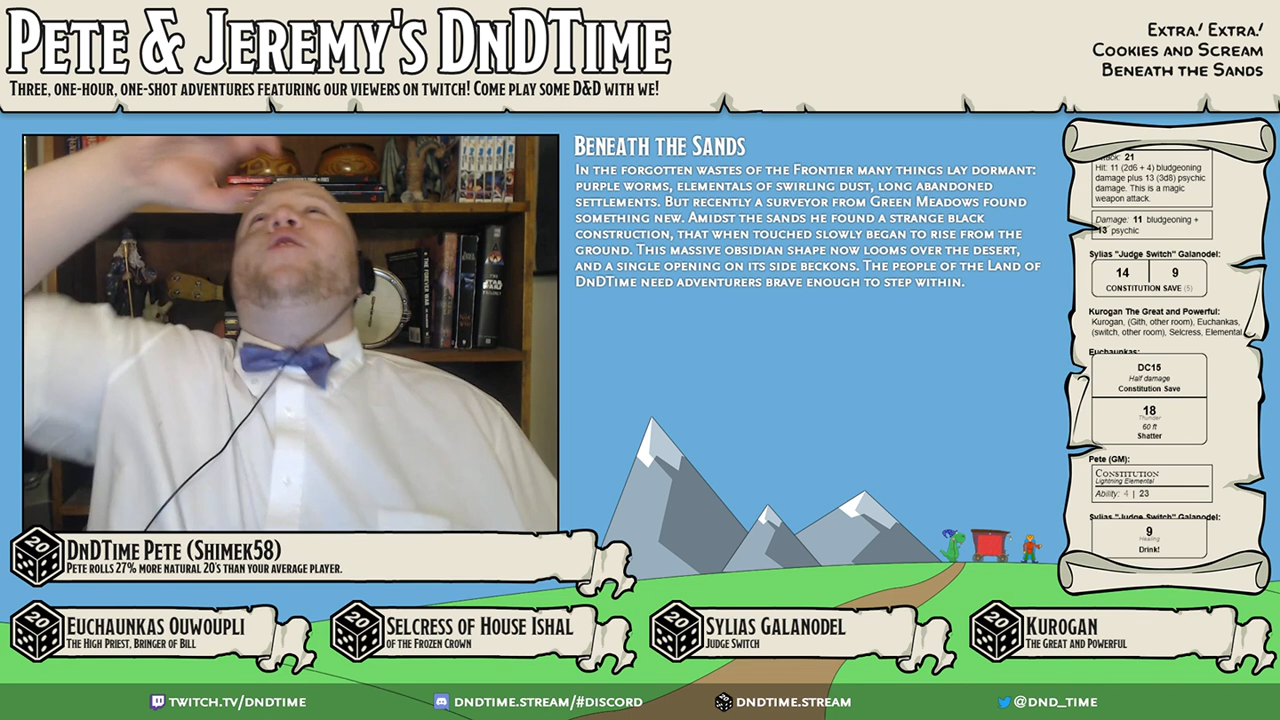 PETE & JEREMY'S DNDTIME
THREE, ONE-HOUR, ONE-SHOT ADVENTURES FEATURING OUR VIEWERS ON TWITCH! COME PLAY SOME D&D WITH WE!
EXTRA! EXTRA!
COOKIES AND SCREAM
BENEATH THE SANDS
BENEATH THE SANDS
IN THE FORGOTTEN WASTES OF THE FRONTIER MANY THINGS LAY DORMANT:
PURPLE WORMS, ELEMENTALS OF SWIRLING DUST, LONG ABANDONED
SETTLEMENTS. BUT RECENTLY A SURVEYOR FROM GREEN MEADOWS FOUND
SOMETHING NEW. AMIDST THE SANDS HE FOUND A STRANGE BLACK
CONSTRUCTION, THAT WHEN TOUCHED SLOWLY BEGAN TO RISE FROM THE
GROUND. THIS MASSIVE OBSIDIAN SHAPE NOW LOOMS OVER THE DESERT,
AND A SINGLE OPENING ON ITS SIDE BECKONS. THE PEOPLE OF THE LAND OF
DNDTIME NEED ADVENTURERS BRAVE ENOUGH TO STEP WITHIN.
21
Hit: 11 (2d6 + 4) bludgeoning
damage plus 13 (3d8) psychic
damage. This is a magic
weapon attack.
Damage: 11 bludgeoning +
13 psychic
Sylias "Judge Switch" Galanodel:
14 9
CONSTITUTION SAVE (5)
Kurogan The Great and Powerful:
Kurogan, (Gith, other room), Euchankas,
(switch, other room), Selcress, Elemental
Euchaunkas:
DC15
Half damage
Constitution Save
18
Thunder
60 ft
Shatter
Pete (GM):
CONSTITUTION
Lightning Elemental
Ability: 4 | 23
Sylias "Judge Switch" Galanodel:
9
Healing
Drink!
THE FOREVER WAR
STAR WARS
20
DNDTIME PETE (SHIMEK58)
PETE ROLLS 27% MORE NATURAL 20'S THAN YOUR AVERAGE PLAYER.
20
EUCHAUNKAS OUWOUPLI
THE HIGH PRIEST, BRINGER OF BILL
20
SELCRESS OF HOUSE ISHAL
OF THE FROZEN CROWN
20
SYLIAS GALANODEL
JUDGE SWITCH
20
KUROGAN
THE GREAT AND POWERFUL
TWITCH.TV/DNDTIME
DNDTIME.STREAM/#DISCORD
DNDTIME.STREAM
@DND_TIME